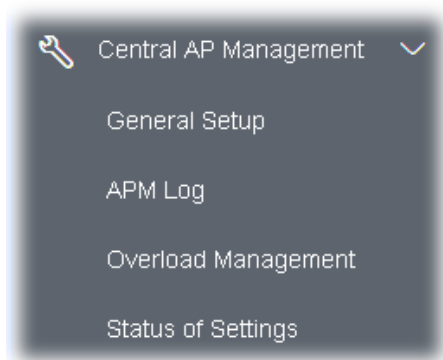 Central AP Management
General Setup
APM Log
Overload Management
Status of Settings